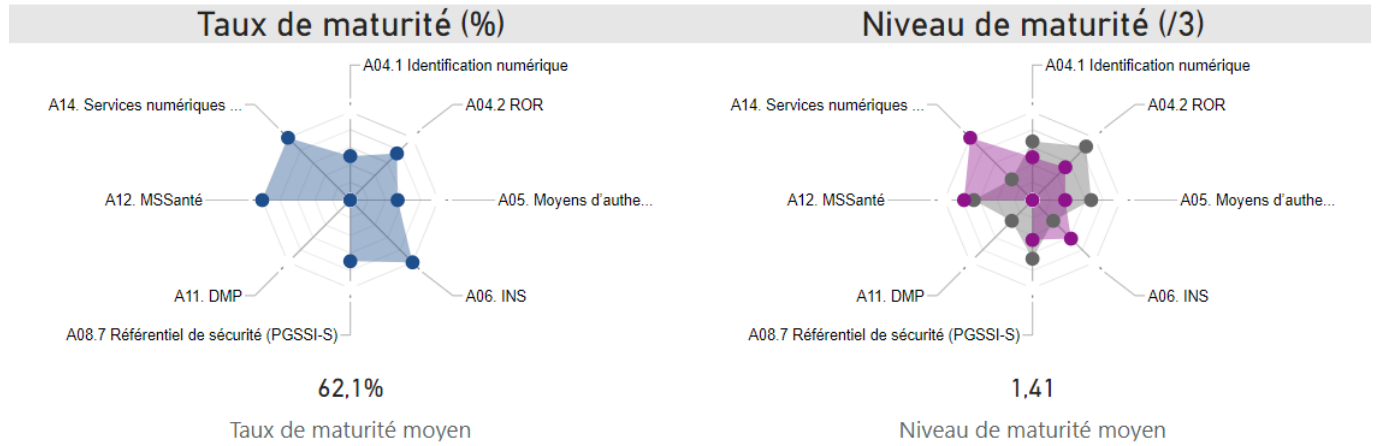 Taux de maturité (%)
A04.1 Identification numérique
A14. Services numériques ...
A04.2 ROR
A12. MSSanté
A05. Moyens d'authe...
A11. DMP
A06. INS
A08.7 Référentiel de sécurité (PGSSI-S)
62,1%
Taux de maturité moyen
Niveau de maturité (/3)
A04.1 Identification numérique
A14. Services numériques ...
A04.2 ROR
A12. MSSanté
A05. Moyens d'authe...
A11. DMP
A06. INS
A08.7 Référentiel de sécurité (PGSSI-S)
1,41
Niveau de maturité moyen